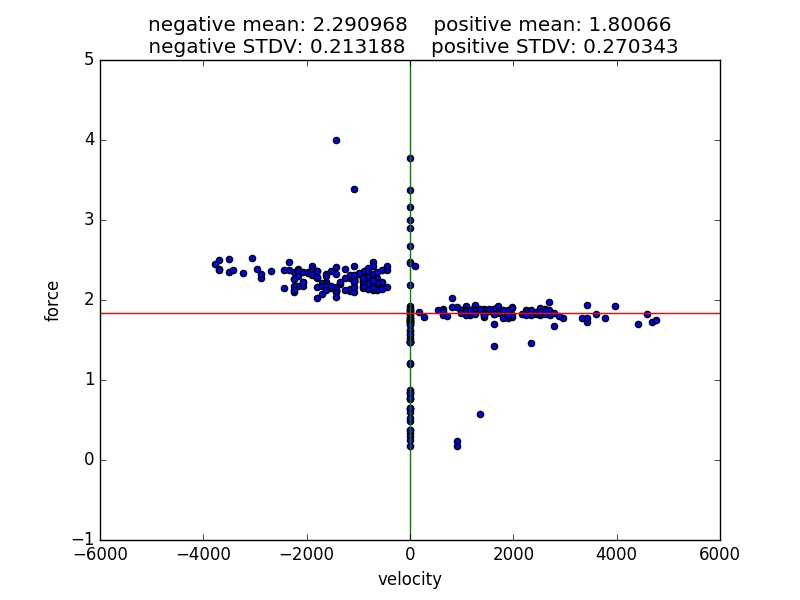 negative mean: 2.290968 positive mean: 1.80066
negative STDV: 0.213188 positive STDV: 0.270343
5
4
3
2
1
0
−1
force
−6000 −4000 −2000 0 2000 4000 6000
velocity